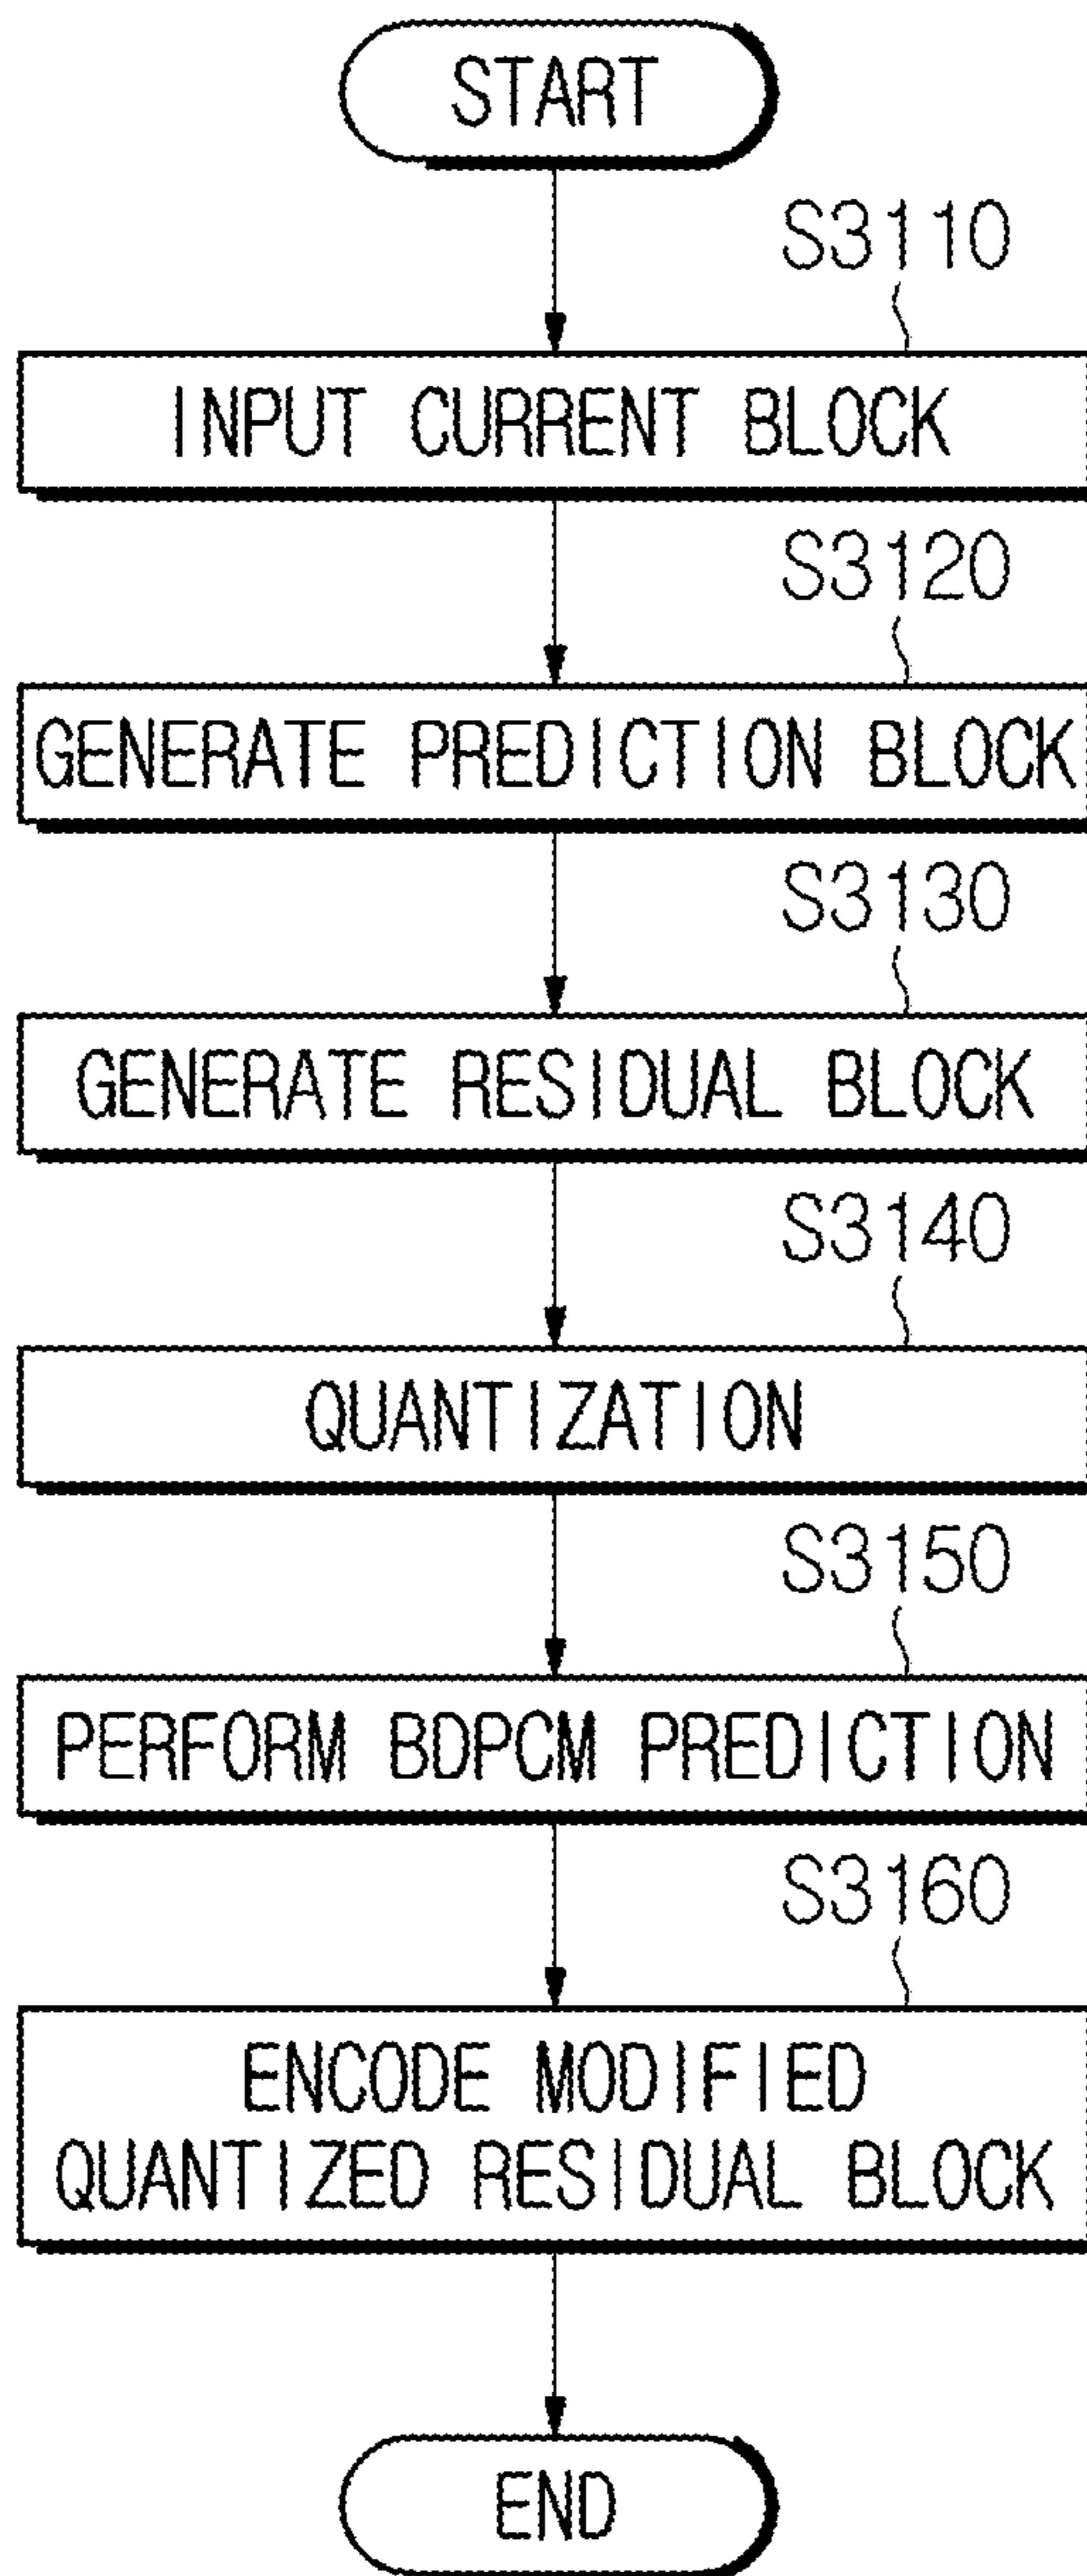 START
S3110
INPUT CURRENT BLOCK
S3120
GENERATE PREDICTION BLOCK
S3130
GENERATE RESIDUAL BLOCK
S3140
QUANTIZATION
S3150
PERFORM BDPCM PREDICTION
S3160
ENCODE MODIFIED
QUANTIZED RESIDUAL BLOCK
END